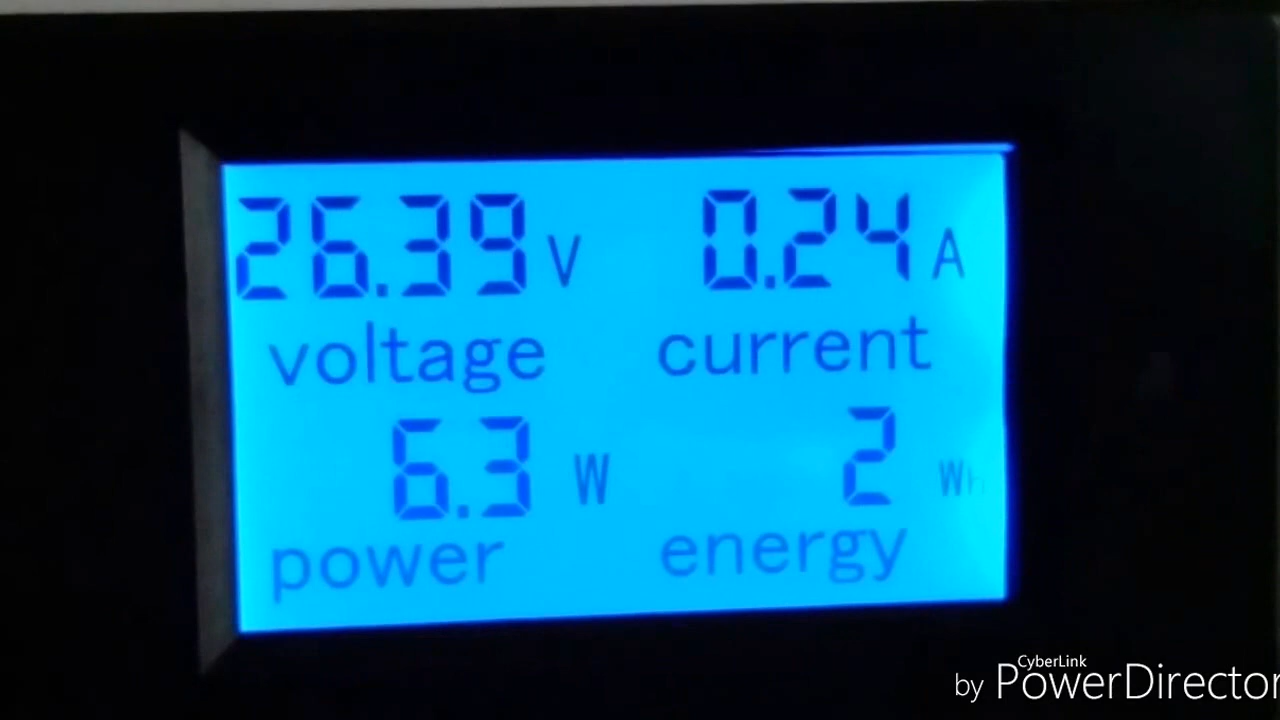 26.39 V 0.24 A
voltage current
6.3 W 2 Wh
power energy
CyberLink
by PowerDirector